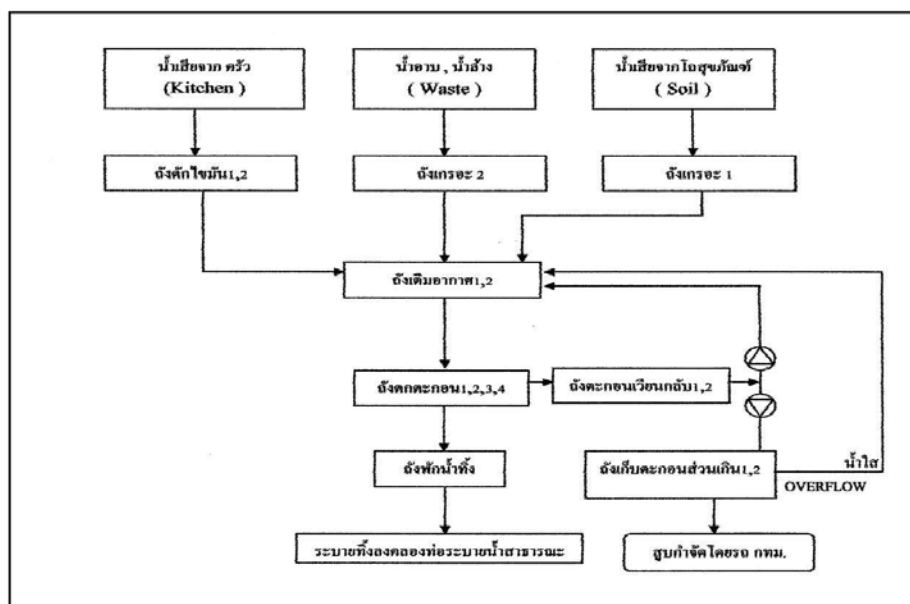 น้ำเสียจาก ครัว
(Kitchen)
น้ำอาบ , น้ำล้าง
( Waste )
น้ำเสียจากโถสุขภัณฑ์
( Soil )
ถังดักไขมัน1,2
ถังเกรอะ 2
ถังเกรอะ 1
ถังเติมอากาศ1,2
ถังตกตะกอน1,2,3,4
ถังตะกอนเวียนกลับ1,2
ถังพักน้ำทิ้ง
ถังเก็บตะกอนส่วนเกิน1,2
น้ำใส
OVERFLOW
ระบายทิ้งลงคลองท่อระบายน้ำสาธารณะ
สูบกำจัดโดยรถ กทม.